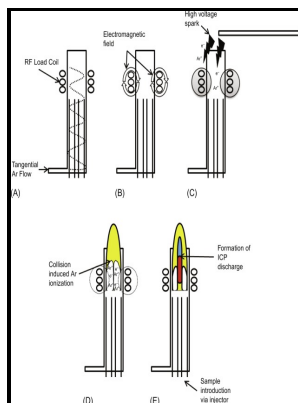 High voltage
spark
Electromagnetic
field
RF Load Coil
Tangential
Ar Flow
(A)
(B)
(C)
Collision
induced Ar
ionization
Formation of
ICP
discharge
Sample
introduction
via injector
(D)
(E)